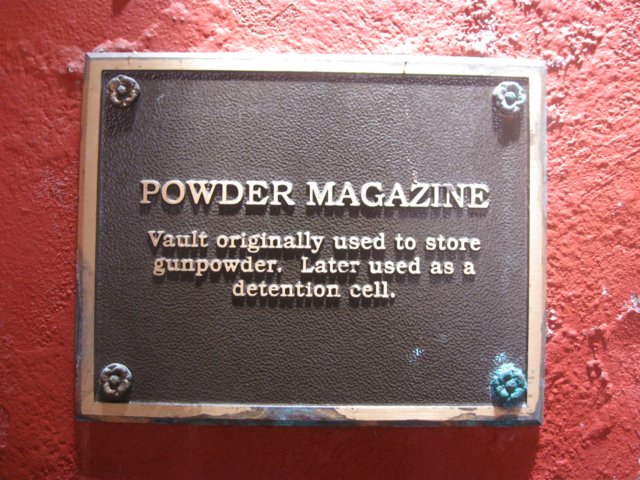 POWDER MAGAZINE
Vault originally used to store
gunpowder. Later used as a
detention cell.